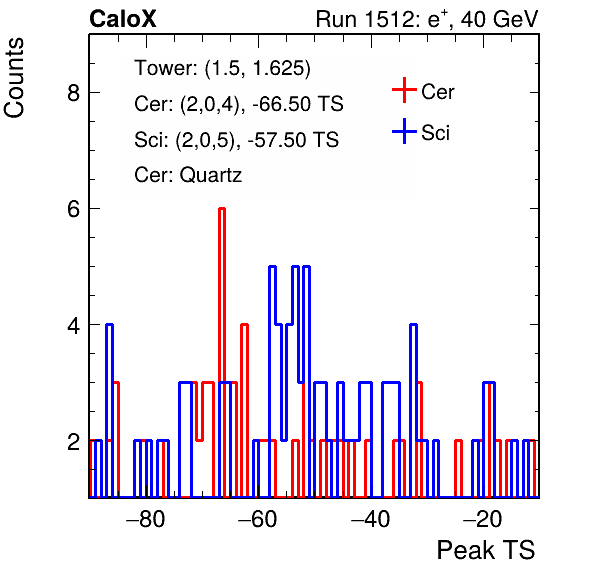 CaloX
Run 1512: e⁺, 40 GeV
Counts
Tower: (1.5, 1.625)
Cer: (2,0,4), -66.50 TS
Sci: (2,0,5), -57.50 TS
Cer: Quartz
Cer
Sci
8
6
4
2
−80 −60 −40 −20
Peak TS